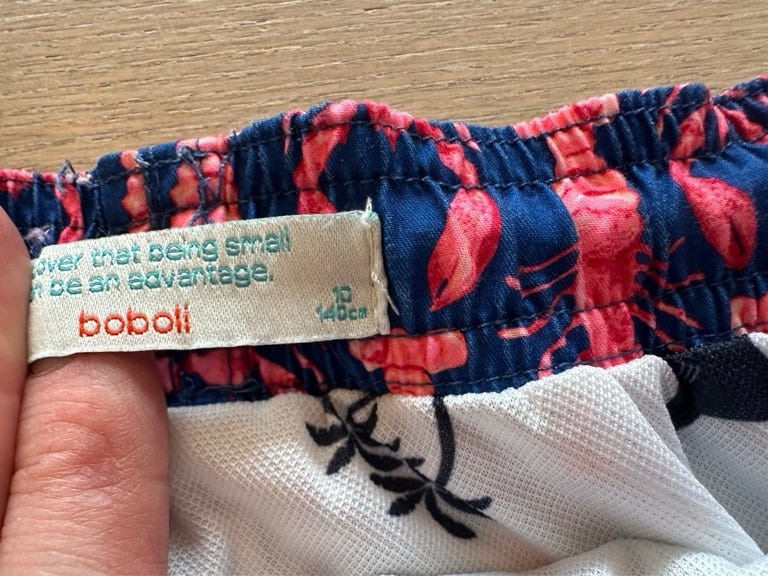 over that being small
n be an advantage.
boboli
10
140cm